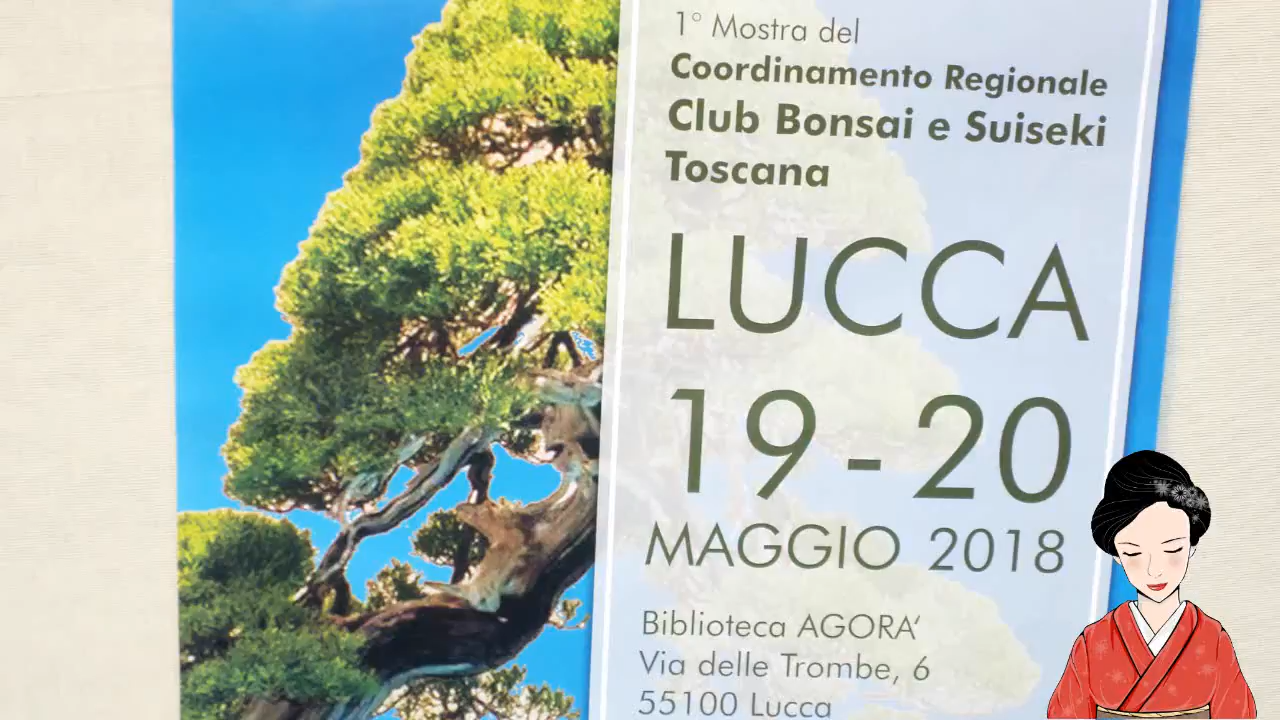 1° Mostra del
Coordinamento Regionale
Club Bonsai e Suiseki
Toscana
LUCCA
19 - 20
MAGGIO 2018
Biblioteca AGORA'
Via delle Trombe, 6
55100 Lucca